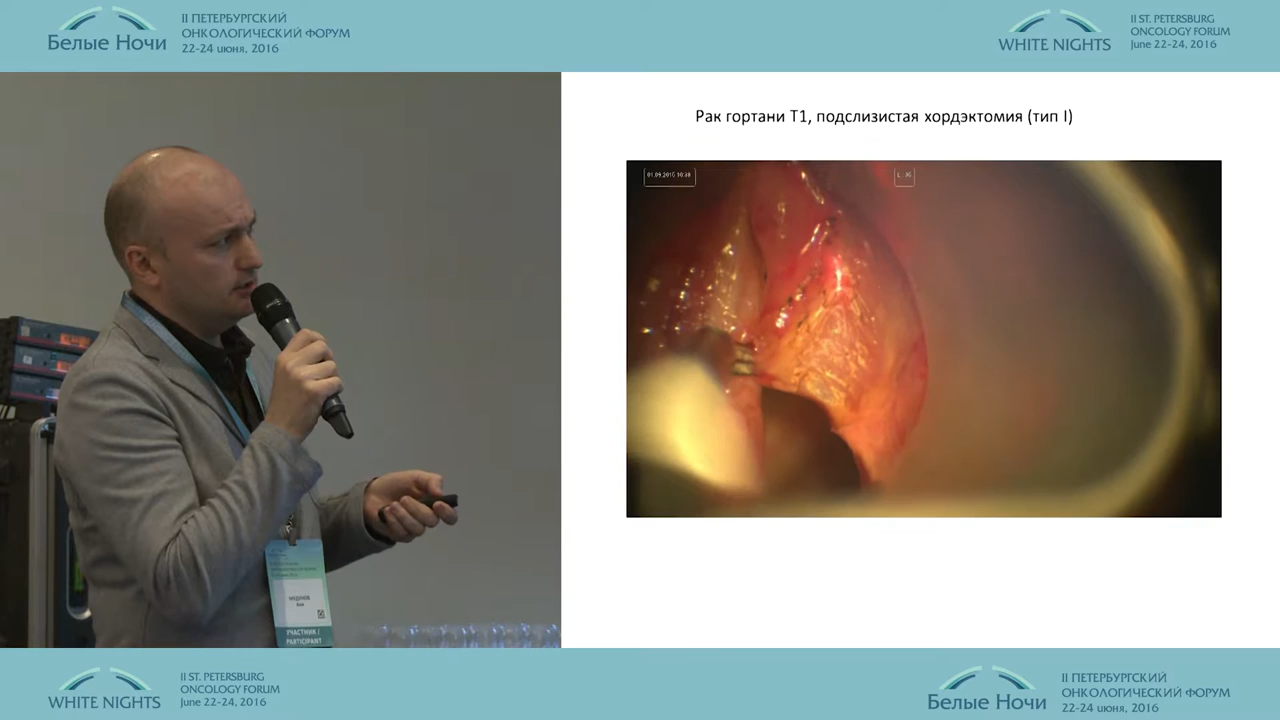 Белые Ночи
II ПЕТЕРБУРГСКИЙ
ОНКОЛОГИЧЕСКИЙ ФОРУМ
22-24 июня, 2016
WHITE NIGHTS
II ST. PETERSBURG
ONCOLOGY FORUM
June 22-24, 2016
Рак гортани Т1, подслизистая хордэктомия (тип I)
УЧАСТНИК /
PARTICIPANT
WHITE NIGHTS
II ST. PETERSBURG
ONCOLOGY FORUM
June 22-24, 2016
Белые Ночи
II ПЕТЕРБУРГСКИЙ
ОНКОЛОГИЧЕСКИЙ ФОРУМ
22-24 июня, 2016